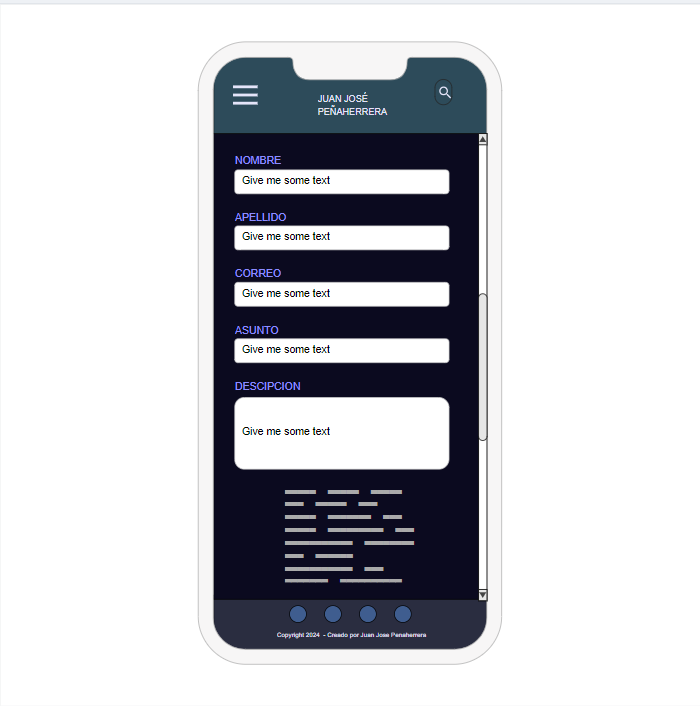 JUAN JOSÉ
PEÑAHERRERA
NOMBRE
Give me some text
APELLIDO
Give me some text
CORREO
Give me some text
ASUNTO
Give me some text
DESCIPCION
Give me some text
Copyright 2024 - Creado por Juan Jose Penaherrera